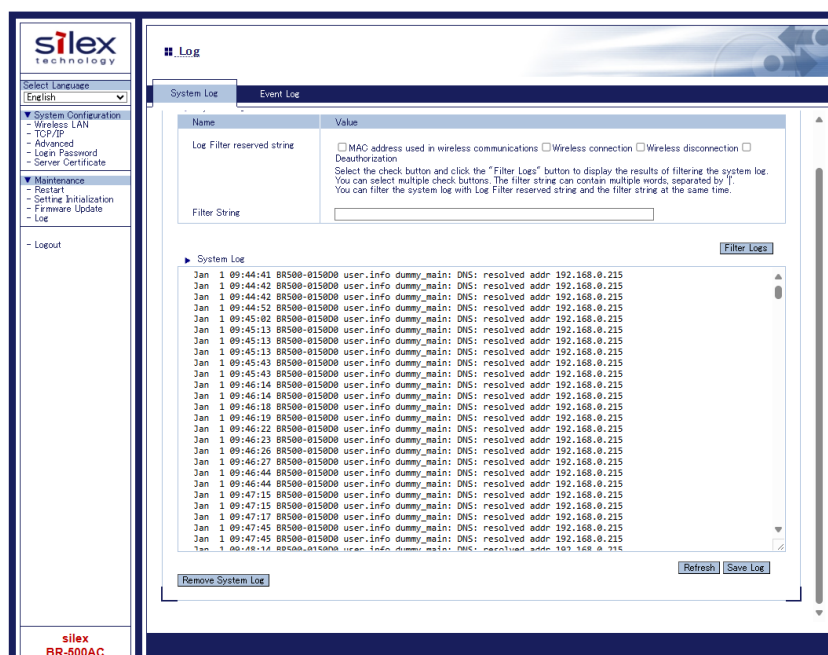 silex
technology
Select Language
English
▼ System Configuration
- Wireless LAN
- TCP/IP
- Advanced
- Login Password
- Server Certificate
▼ Maintenance
- Restart
- Setting Initialization
- Firmware Update
- Log
- Logout
silex
BR-500AC
Log
System Log Event Log
Name Value
Log Filter reserved string
MAC address used in wireless communications Wireless connection Wireless disconnection
Deauthorization
Select the check button and click the "Filter Logs" button to display the results of filtering the system log.
You can select multiple check buttons. The filter string can contain multiple words, separated by '|'.
You can filter the system log with Log Filter reserved string and the filter string at the same time.
Filter String
Filter Logs
System Log
Jan 1 09:44:41 BR500-0150D0 user.info dummy_main: DNS: resolved addr 192.168.0.215
Jan 1 09:44:42 BR500-0150D0 user.info dummy_main: DNS: resolved addr 192.168.0.215
Jan 1 09:44:42 BR500-0150D0 user.info dummy_main: DNS: resolved addr 192.168.0.215
Jan 1 09:44:52 BR500-0150D0 user.info dummy_main: DNS: resolved addr 192.168.0.215
Jan 1 09:45:02 BR500-0150D0 user.info dummy_main: DNS: resolved addr 192.168.0.215
Jan 1 09:45:13 BR500-0150D0 user.info dummy_main: DNS: resolved addr 192.168.0.215
Jan 1 09:45:13 BR500-0150D0 user.info dummy_main: DNS: resolved addr 192.168.0.215
Jan 1 09:45:13 BR500-0150D0 user.info dummy_main: DNS: resolved addr 192.168.0.215
Jan 1 09:45:43 BR500-0150D0 user.info dummy_main: DNS: resolved addr 192.168.0.215
Jan 1 09:45:43 BR500-0150D0 user.info dummy_main: DNS: resolved addr 192.168.0.215
Jan 1 09:46:14 BR500-0150D0 user.info dummy_main: DNS: resolved addr 192.168.0.215
Jan 1 09:46:14 BR500-0150D0 user.info dummy_main: DNS: resolved addr 192.168.0.215
Jan 1 09:46:18 BR500-0150D0 user.info dummy_main: DNS: resolved addr 192.168.0.215
Jan 1 09:46:19 BR500-0150D0 user.info dummy_main: DNS: resolved addr 192.168.0.215
Jan 1 09:46:22 BR500-0150D0 user.info dummy_main: DNS: resolved addr 192.168.0.215
Jan 1 09:46:23 BR500-0150D0 user.info dummy_main: DNS: resolved addr 192.168.0.215
Jan 1 09:46:26 BR500-0150D0 user.info dummy_main: DNS: resolved addr 192.168.0.215
Jan 1 09:46:27 BR500-0150D0 user.info dummy_main: DNS: resolved addr 192.168.0.215
Jan 1 09:46:44 BR500-0150D0 user.info dummy_main: DNS: resolved addr 192.168.0.215
Jan 1 09:46:44 BR500-0150D0 user.info dummy_main: DNS: resolved addr 192.168.0.215
Jan 1 09:47:15 BR500-0150D0 user.info dummy_main: DNS: resolved addr 192.168.0.215
Jan 1 09:47:15 BR500-0150D0 user.info dummy_main: DNS: resolved addr 192.168.0.215
Jan 1 09:47:17 BR500-0150D0 user.info dummy_main: DNS: resolved addr 192.168.0.215
Jan 1 09:47:45 BR500-0150D0 user.info dummy_main: DNS: resolved addr 192.168.0.215
Jan 1 09:47:45 BR500-0150D0 user.info dummy_main: DNS: resolved addr 192.168.0.215
Jan 1 09:48:14 BR500-0150D0 user.info dummy_main: DNS: resolved addr 192.168.0.215
Refresh Save Log
Remove System Log